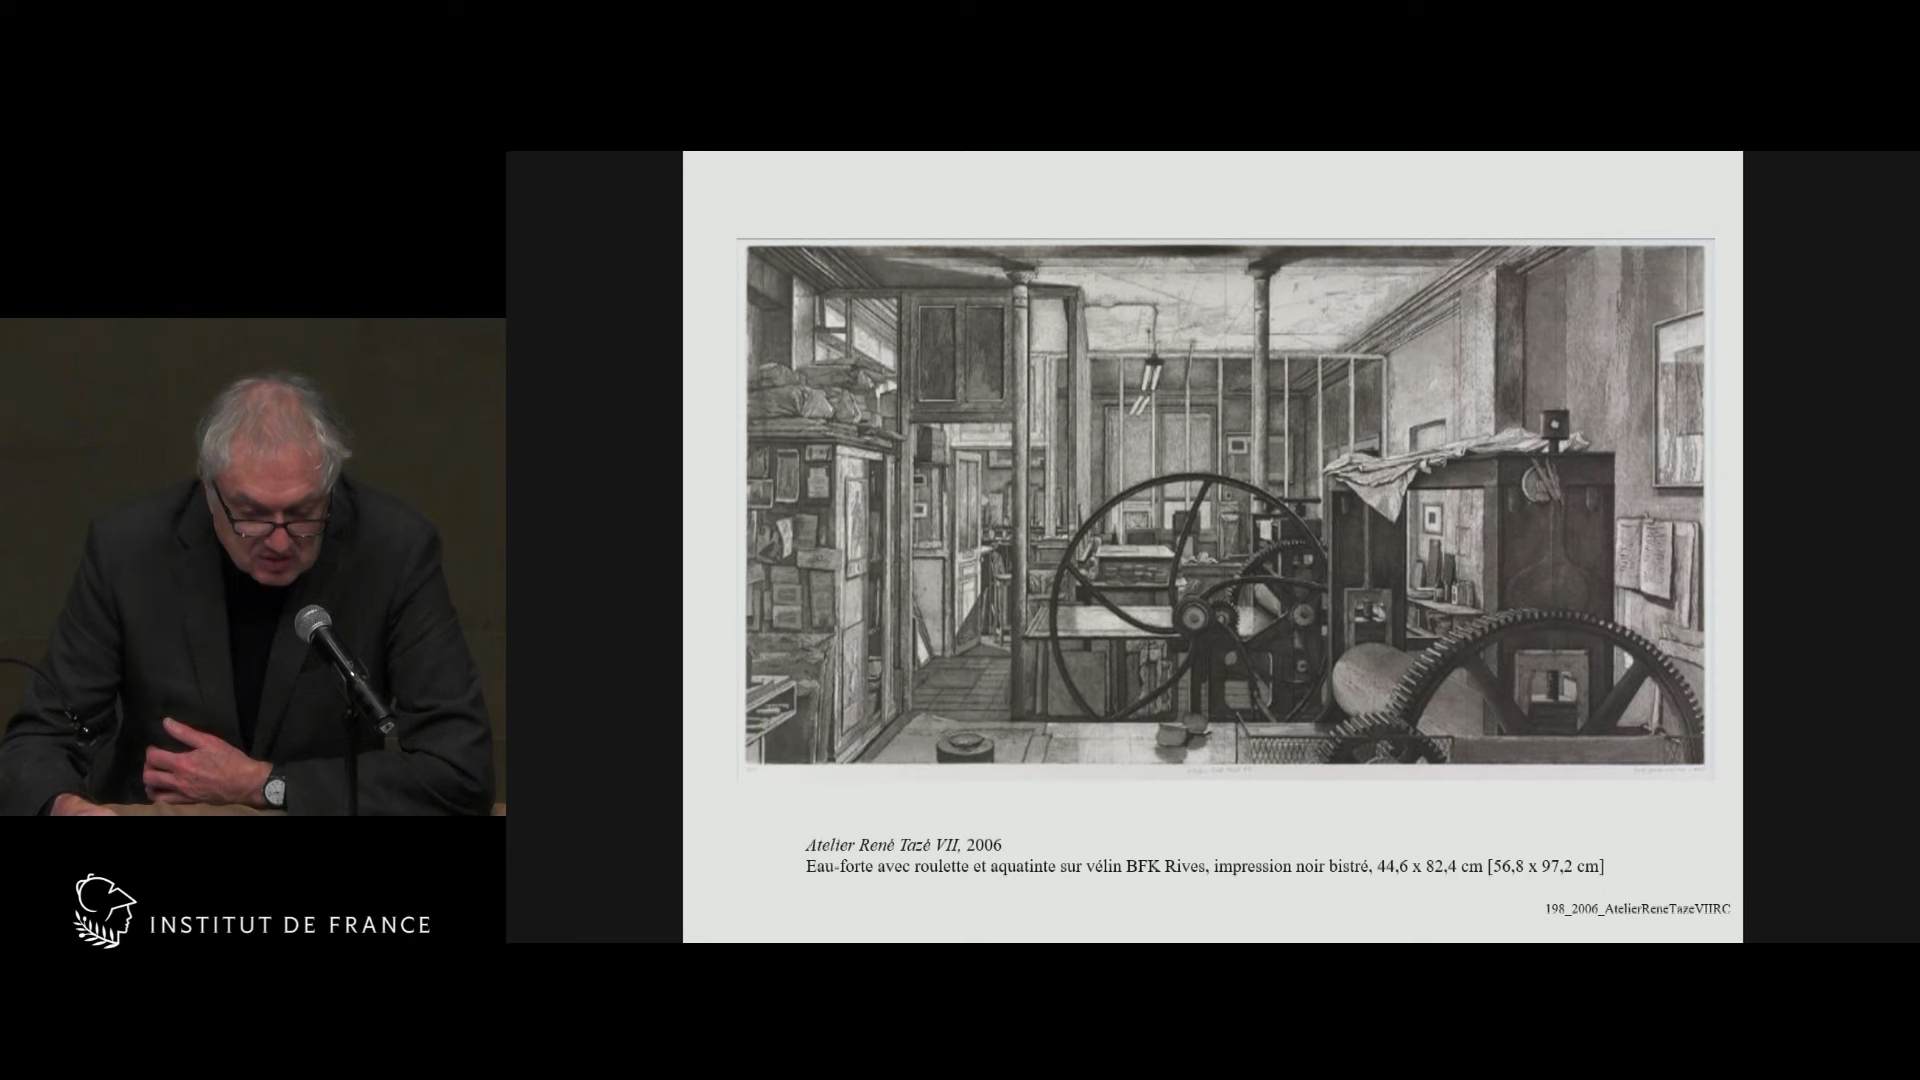 Atelier René Tazé VII, 2006
Eau-forte avec roulette et aquatinte sur vélin BFK Rives, impression noir bistré, 44,6 x 82,4 cm [56,8 x 97,2 cm]
198_2006_AtelierReneTazeVIIRC
INSTITUT DE FRANCE